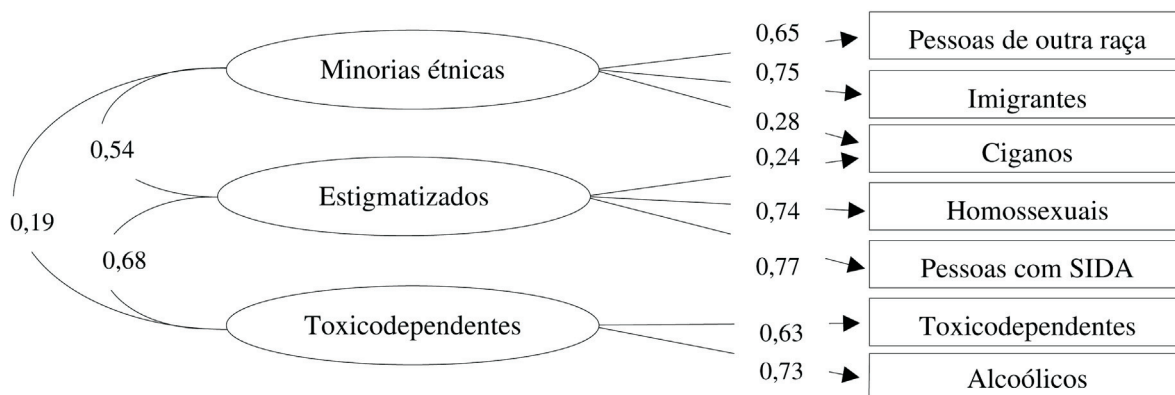 0,65
Pessoas de outra raça
Minorias étnicas
0,75
Imigrantes
0,28
0,54
Ciganos
0,24
Estigmatizados
0,74
Homossexuais
0,19
0,68
0,77
Pessoas com SIDA
Toxicodependentes
0,63
Toxicodependentes
0,73
Alcoólicos